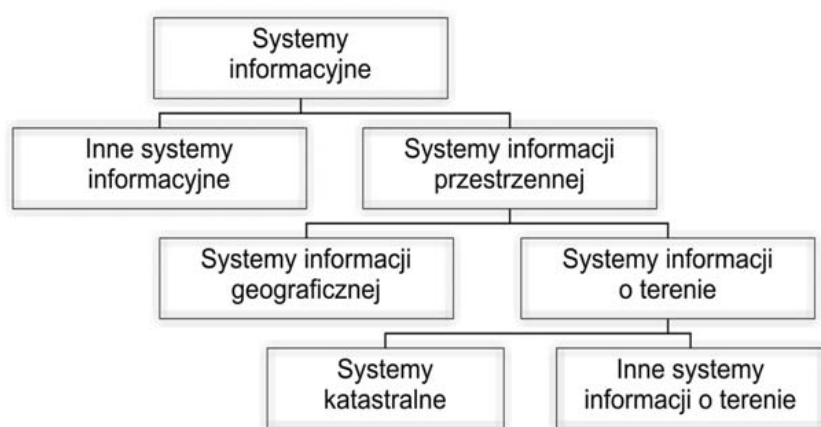 Systemy
informacyjne
Inne systemy
informacyjne
Systemy informacji
przestrzennej
Systemy informacji
geograficznej
Systemy informacji
o terenie
Systemy
katastralne
Inne systemy
informacji o terenie